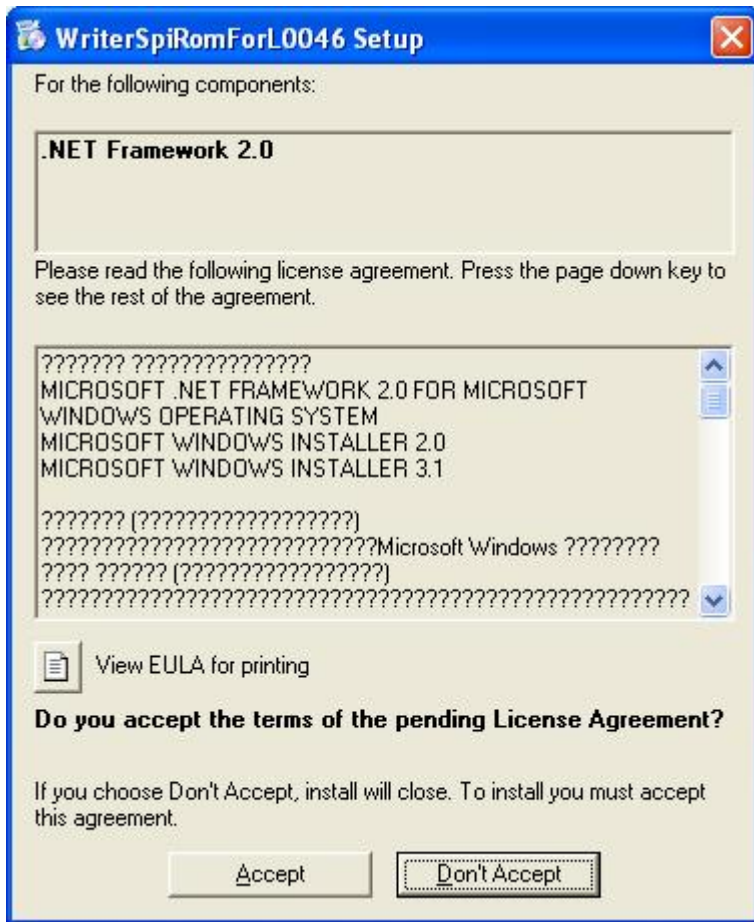 WriterSpiRomForL0046 Setup
For the following components:
.NET Framework 2.0
Please read the following license agreement. Press the page down key to
see the rest of the agreement.
??????? ???????????????
MICROSOFT .NET FRAMEWORK 2.0 FOR MICROSOFT
WINDOWS OPERATING SYSTEM
MICROSOFT WINDOWS INSTALLER 2.0
MICROSOFT WINDOWS INSTALLER 3.1
??????? (??????????????????)
????????????????????????????Microsoft Windows ????????
???? ?????? (?????????????????)
??????????????????????????????????????????????????????
View EULA for printing
Do you accept the terms of the pending License Agreement?
If you choose Don't Accept, install will close. To install you must accept
this agreement.
Accept
Don't Accept